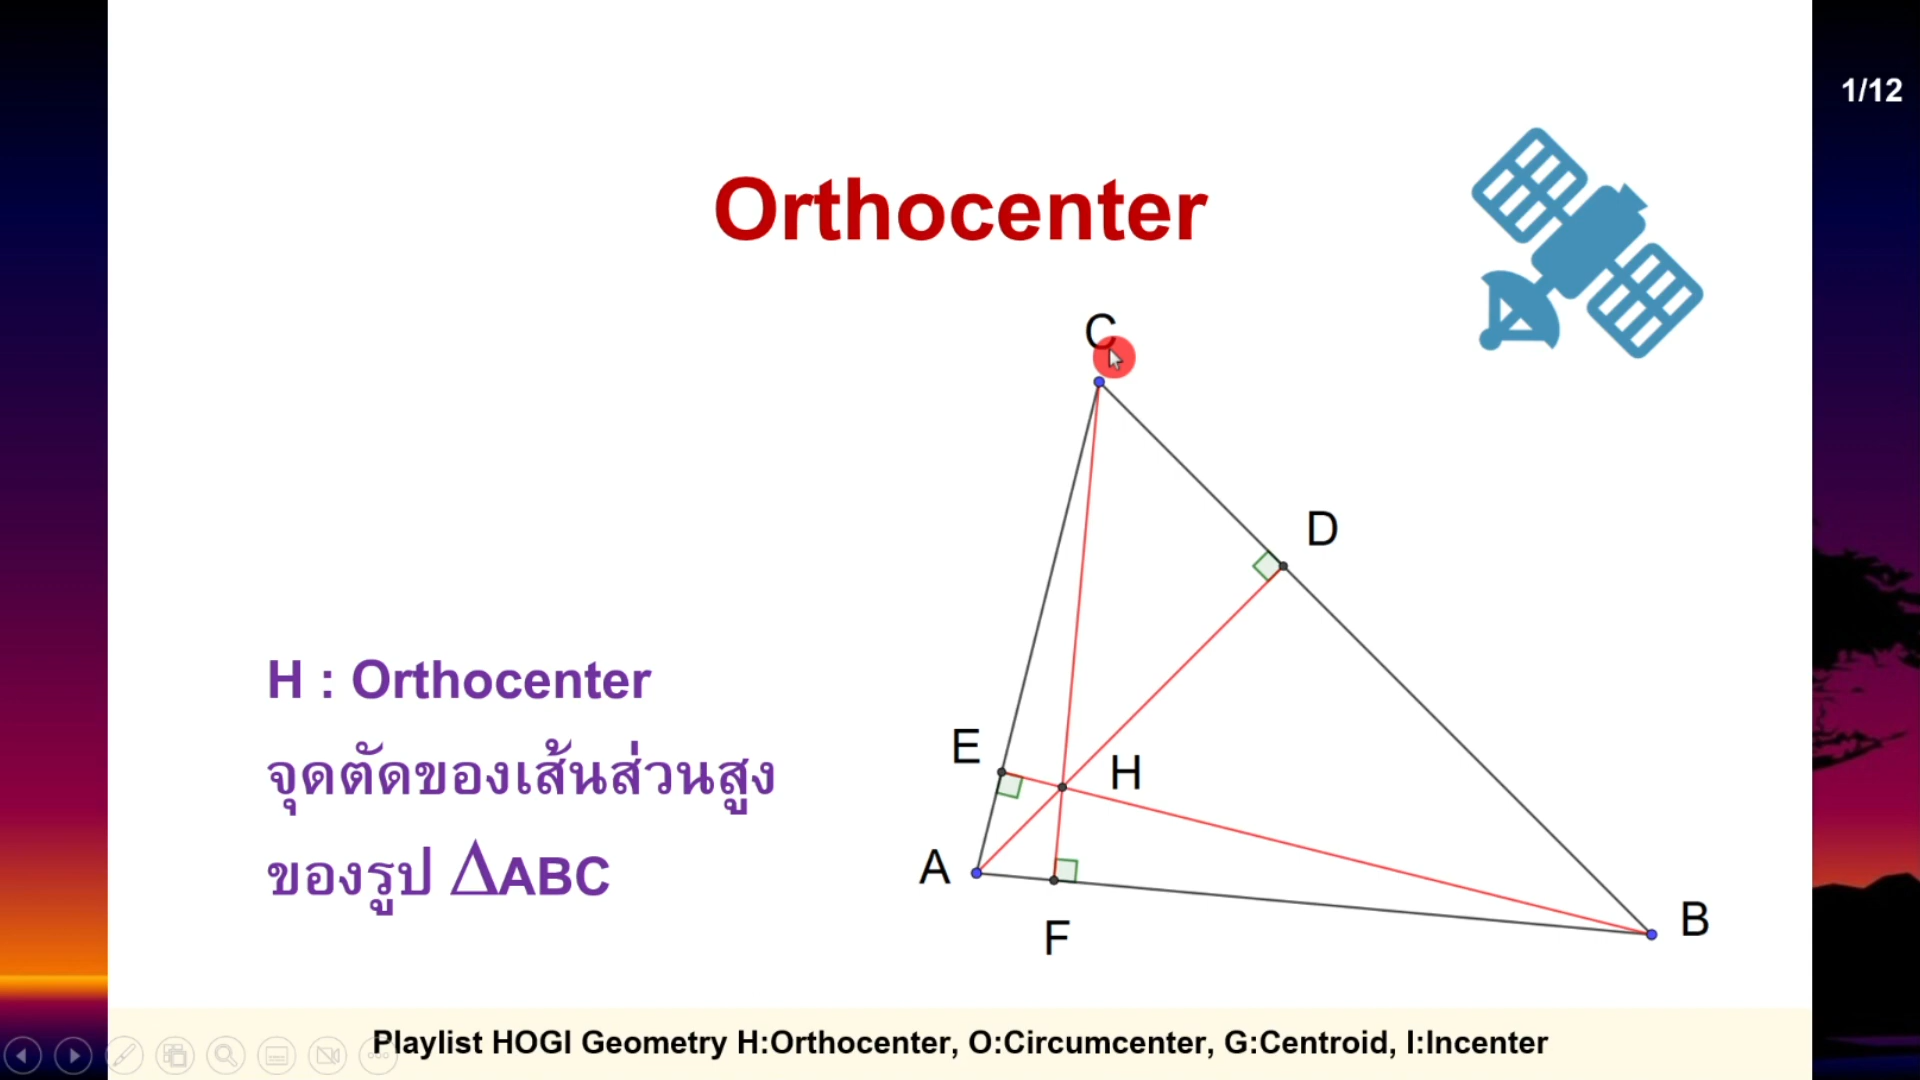 1/12
Orthocenter
C
D
H : Orthocenter
จุดตัดของเส้นส่วนสูง
ของรูป ΔABC
E
H
A
B
F
Playlist HOGI Geometry H:Orthocenter, O:Circumcenter, G:Centroid, I:Incenter